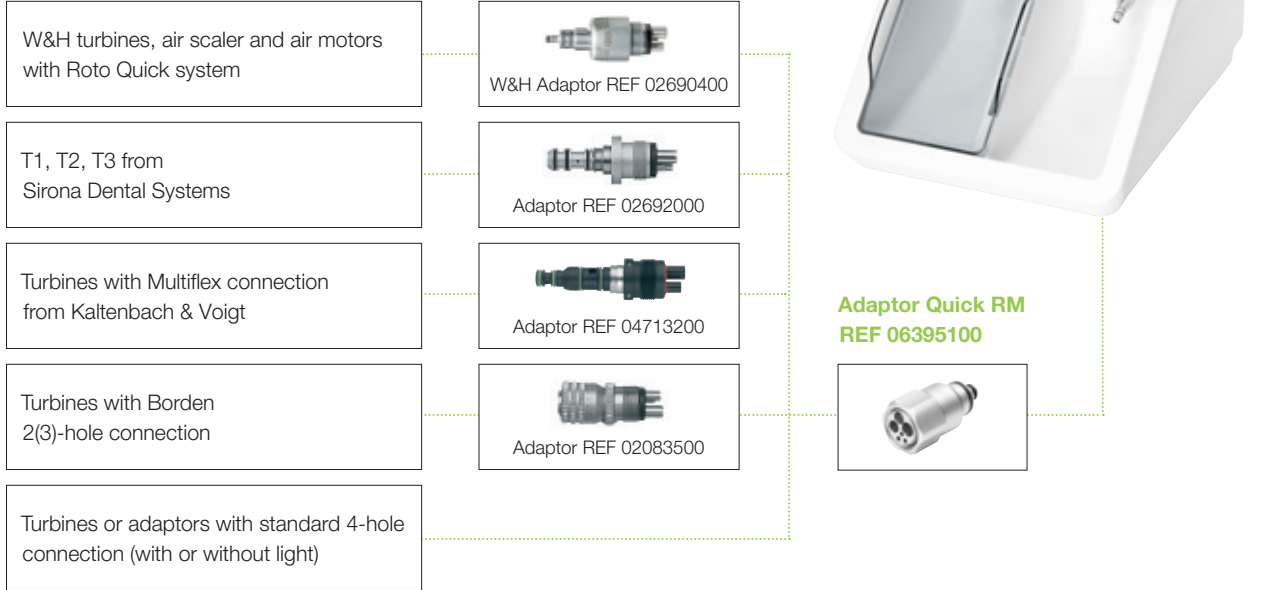 W&H turbines, air scaler and air motors
with Roto Quick system
W&H Adaptor REF 02690400
T1, T2, T3 from
Sirona Dental Systems
Adaptor REF 02692000
Turbines with Multiflex connection
from Kaltenbach & Voigt
Adaptor REF 04713200
Adaptor Quick RM
REF 06395100
Turbines with Borden
2(3)-hole connection
Adaptor REF 02083500
Turbines or adaptors with standard 4-hole
connection (with or without light)